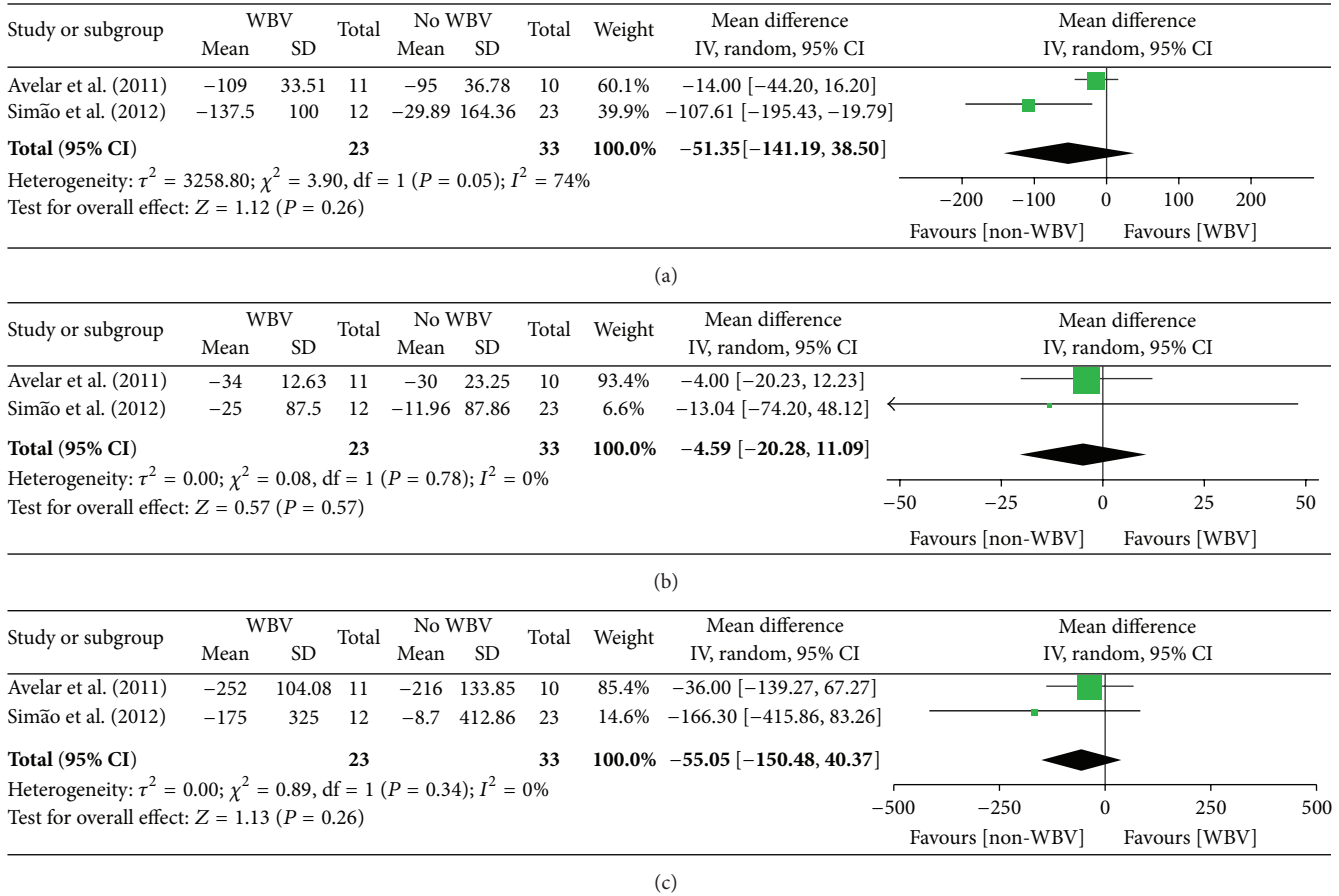 Study or subgroup WBV Total No WBV Total Weight Mean difference Mean difference
Mean SD Mean SD IV, random, 95% CI IV, random, 95% CI
Avelar et al. (2011) −109 33.51 11 −95 36.78 10 60.1% −14.00 [−44.20, 16.20]
Simão et al. (2012) −137.5 100 12 −29.89 164.36 23 39.9% −107.61 [−195.43, −19.79]
Total (95% CI) 23 33 100.0% −51.35[−141.19, 38.50]
Heterogeneity: τ² = 3258.80; χ² = 3.90, df = 1 (P = 0.05); I² = 74%
Test for overall effect: Z = 1.12 (P = 0.26)
−200 −100 0 100 200
Favours [non-WBV] Favours [WBV]
(a)
Study or subgroup WBV Total No WBV Total Weight Mean difference Mean difference
Mean SD Mean SD IV, random, 95% CI IV, random, 95% CI
Avelar et al. (2011) −34 12.63 11 −30 23.25 10 93.4% −4.00 [−20.23, 12.23]
Simão et al. (2012) −25 87.5 12 −11.96 87.86 23 6.6% −13.04 [−74.20, 48.12]
Total (95% CI) 23 33 100.0% −4.59 [−20.28, 11.09]
Heterogeneity: τ² = 0.00; χ² = 0.08, df = 1 (P = 0.78); I² = 0%
Test for overall effect: Z = 0.57 (P = 0.57)
−50 −25 0 25 50
Favours [non-WBV] Favours [WBV]
(b)
Study or subgroup WBV Total No WBV Total Weight Mean difference Mean difference
Mean SD Mean SD IV, random, 95% CI IV, random, 95% CI
Avelar et al. (2011) −252 104.08 11 −216 133.85 10 85.4% −36.00 [−139.27, 67.27]
Simão et al. (2012) −175 325 12 −8.7 412.86 23 14.6% −166.30 [−415.86, 83.26]
Total (95% CI) 23 33 100.0% −55.05 [−150.48, 40.37]
Heterogeneity: τ² = 0.00; χ² = 0.89, df = 1 (P = 0.34); I² = 0%
Test for overall effect: Z = 1.13 (P = 0.26)
−500 −250 0 250 500
Favours [non-WBV] Favours [WBV]
(c)